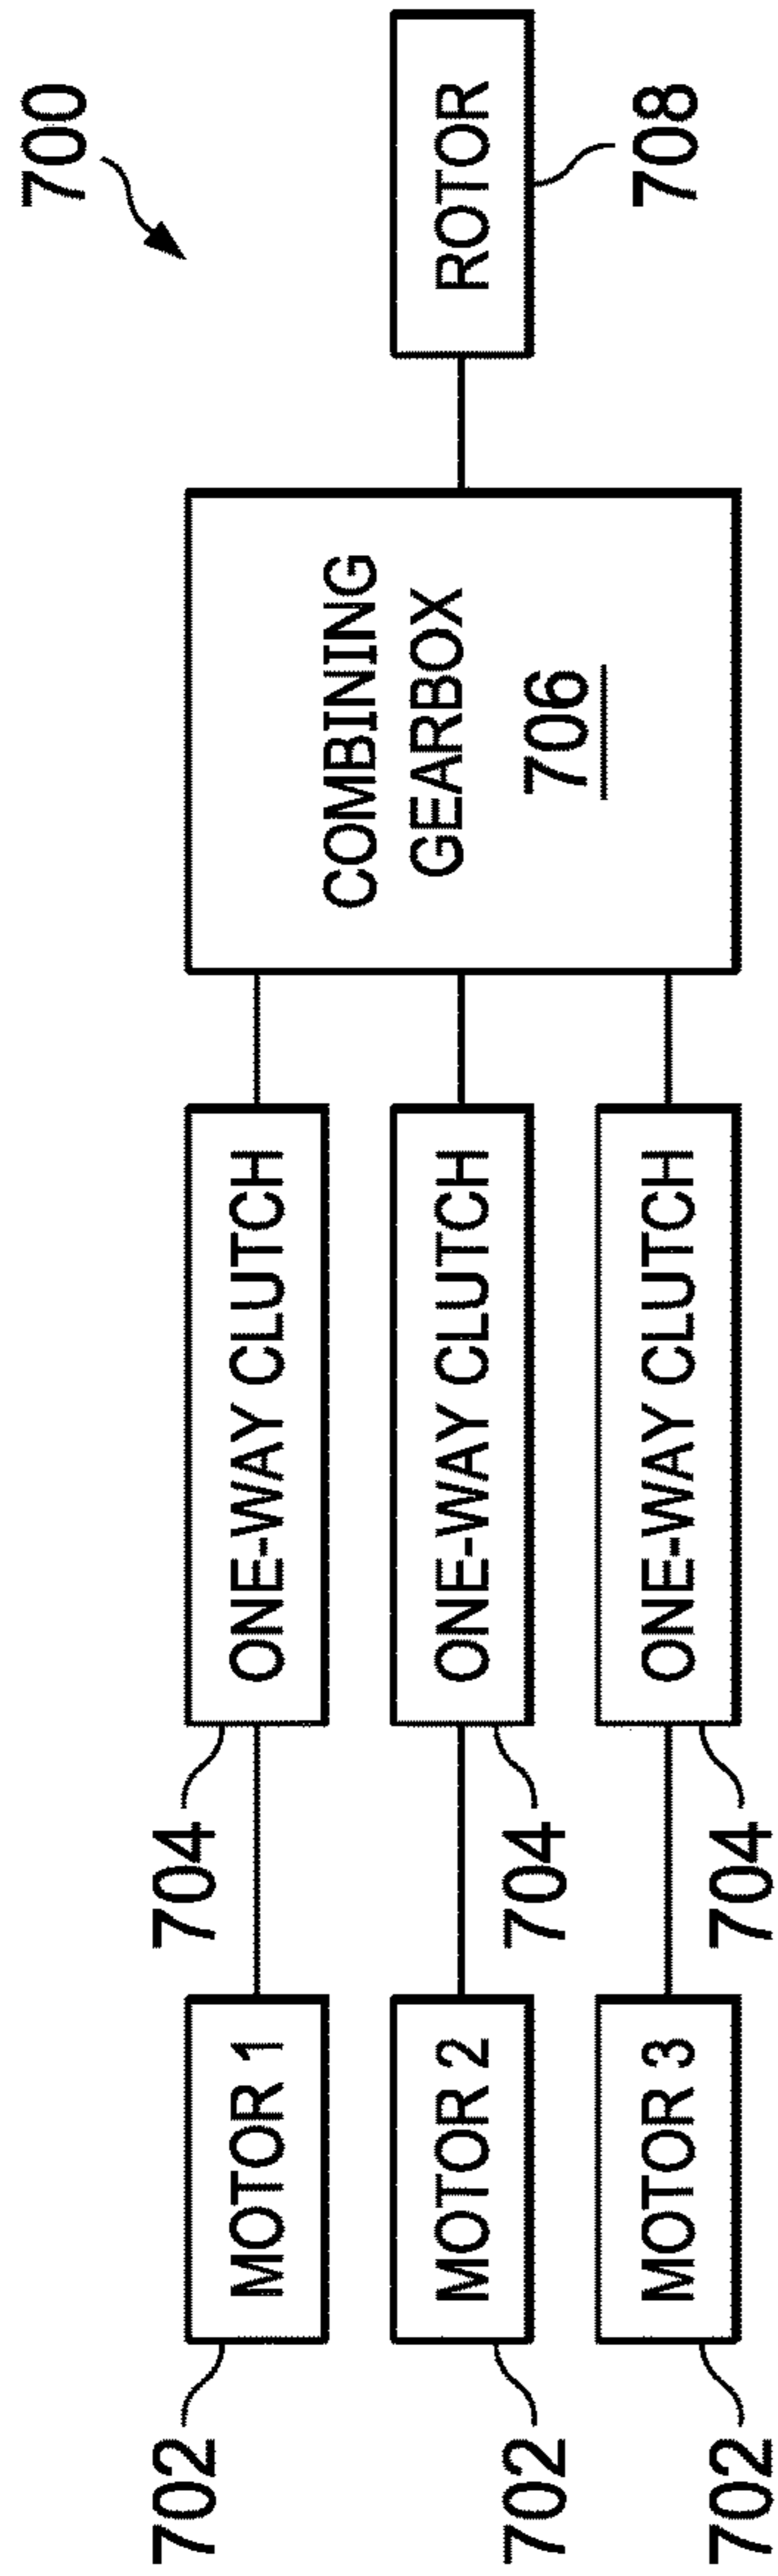 700
702
MOTOR 1
704
ONE-WAY CLUTCH
702
MOTOR 2
704
ONE-WAY CLUTCH
702
MOTOR 3
704
ONE-WAY CLUTCH
COMBINING
GEARBOX
706
ROTOR
708